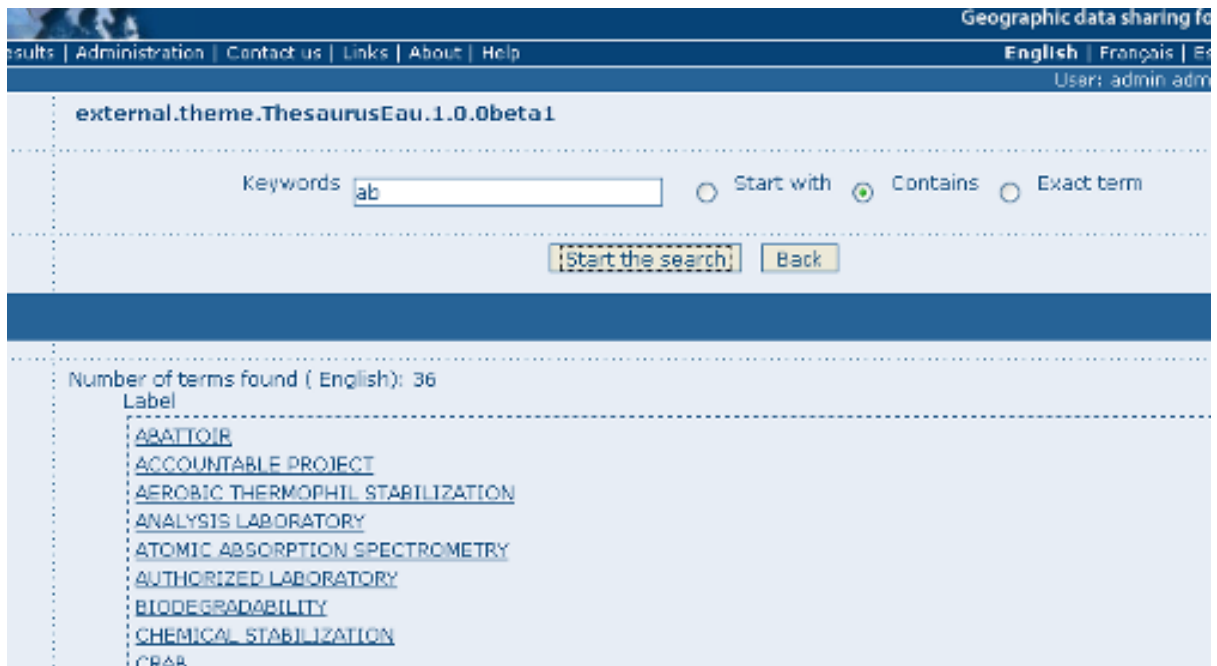 Geographic data sharing fo
esults | Administration | Contact us | Links | About | Help English | Français | Es
User: admin adm
external.theme.ThesaurusEau.1.0.0beta1
Keywords ab Start with Contains Exact term
Start the search Back
Number of terms found ( English): 36
Label
ABATTOIR
ACCOUNTABLE PROJECT
AEROBIC THERMOPHIL STABILIZATION
ANALYSIS LABORATORY
ATOMIC ABSORPTION SPECTROMETRY
AUTHORIZED LABORATORY
BIODEGRADABILITY
CHEMICAL STABILIZATION
CRAB